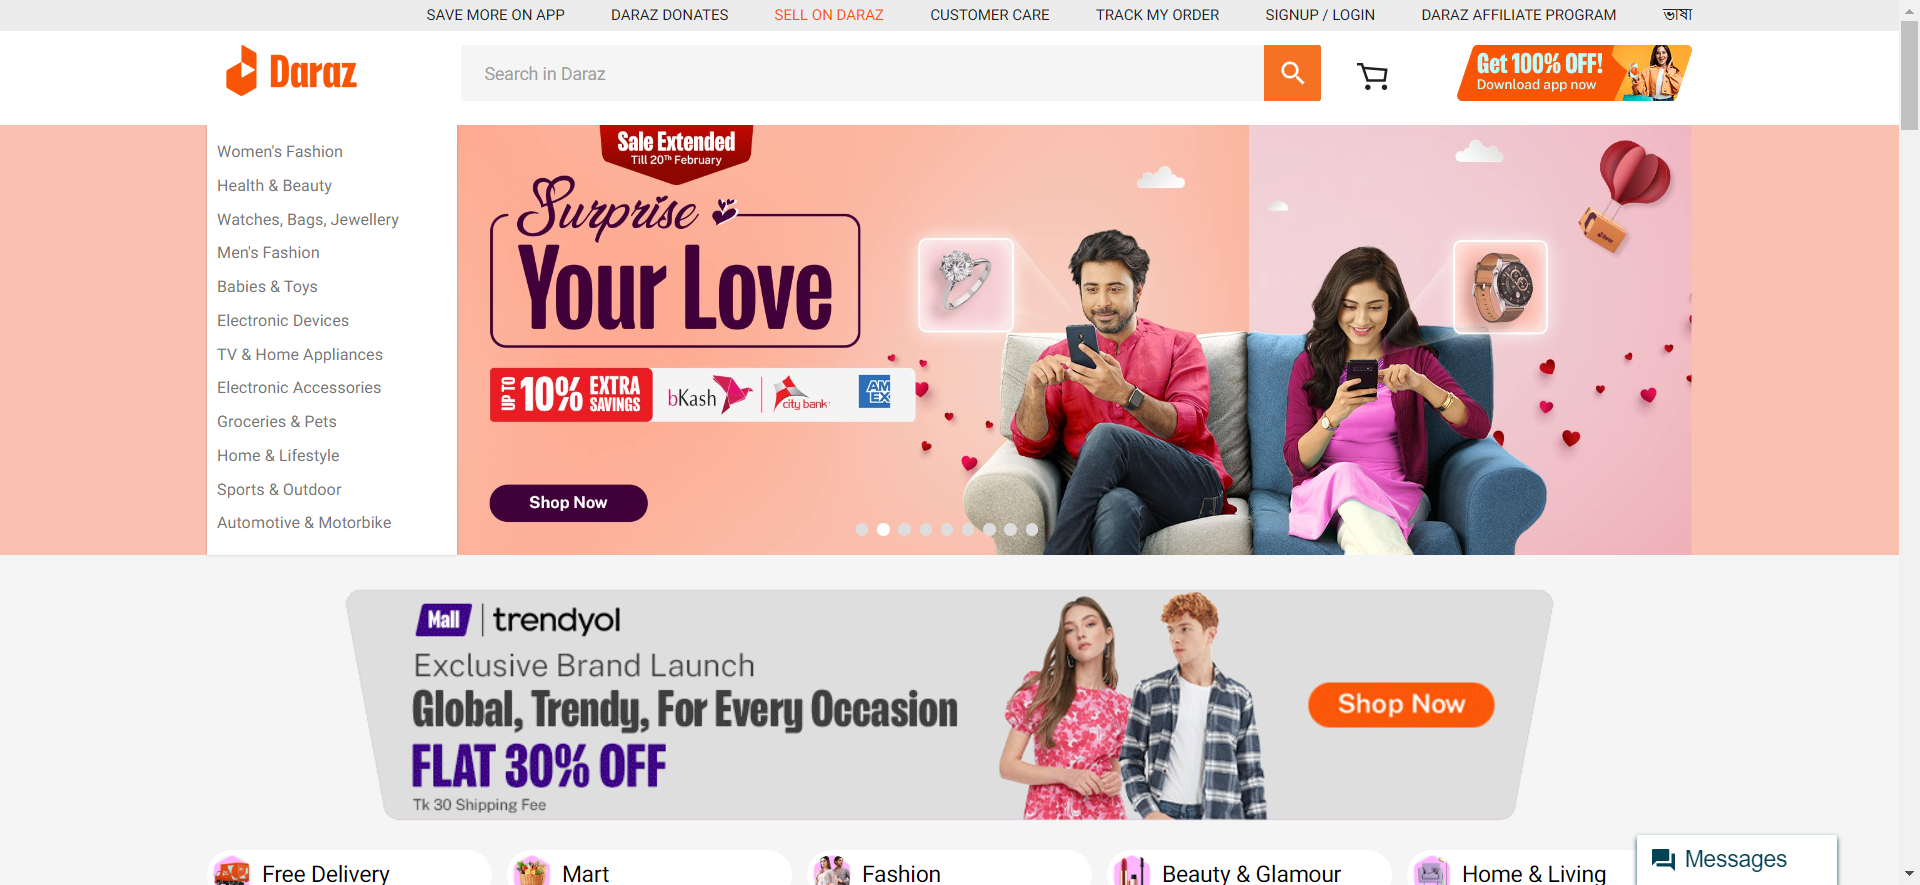 SAVE MORE ON APP
DARAZ DONATES
SELL ON DARAZ
CUSTOMER CARE
TRACK MY ORDER
SIGNUP / LOGIN
DARAZ AFFILIATE PROGRAM
ভাষা
Daraz
Search in Daraz
Get 100% OFF!
Download app now
Women's Fashion
Health & Beauty
Watches, Bags, Jewellery
Men's Fashion
Babies & Toys
Electronic Devices
TV & Home Appliances
Electronic Accessories
Groceries & Pets
Home & Lifestyle
Sports & Outdoor
Automotive & Motorbike
Sale Extended
Till 20Th February
Surprise
Your Love
UP TO 10% EXTRA SAVINGS
bKash
city bank
AMEX
Shop Now
Daraz
Mall trendyol
Exclusive Brand Launch
Global, Trendy, For Every Occasion
FLAT 30% OFF
Tk 30 Shipping Fee
Shop Now
Free Delivery
Mart
Fashion
Beauty & Glamour
Home & Living
Messages